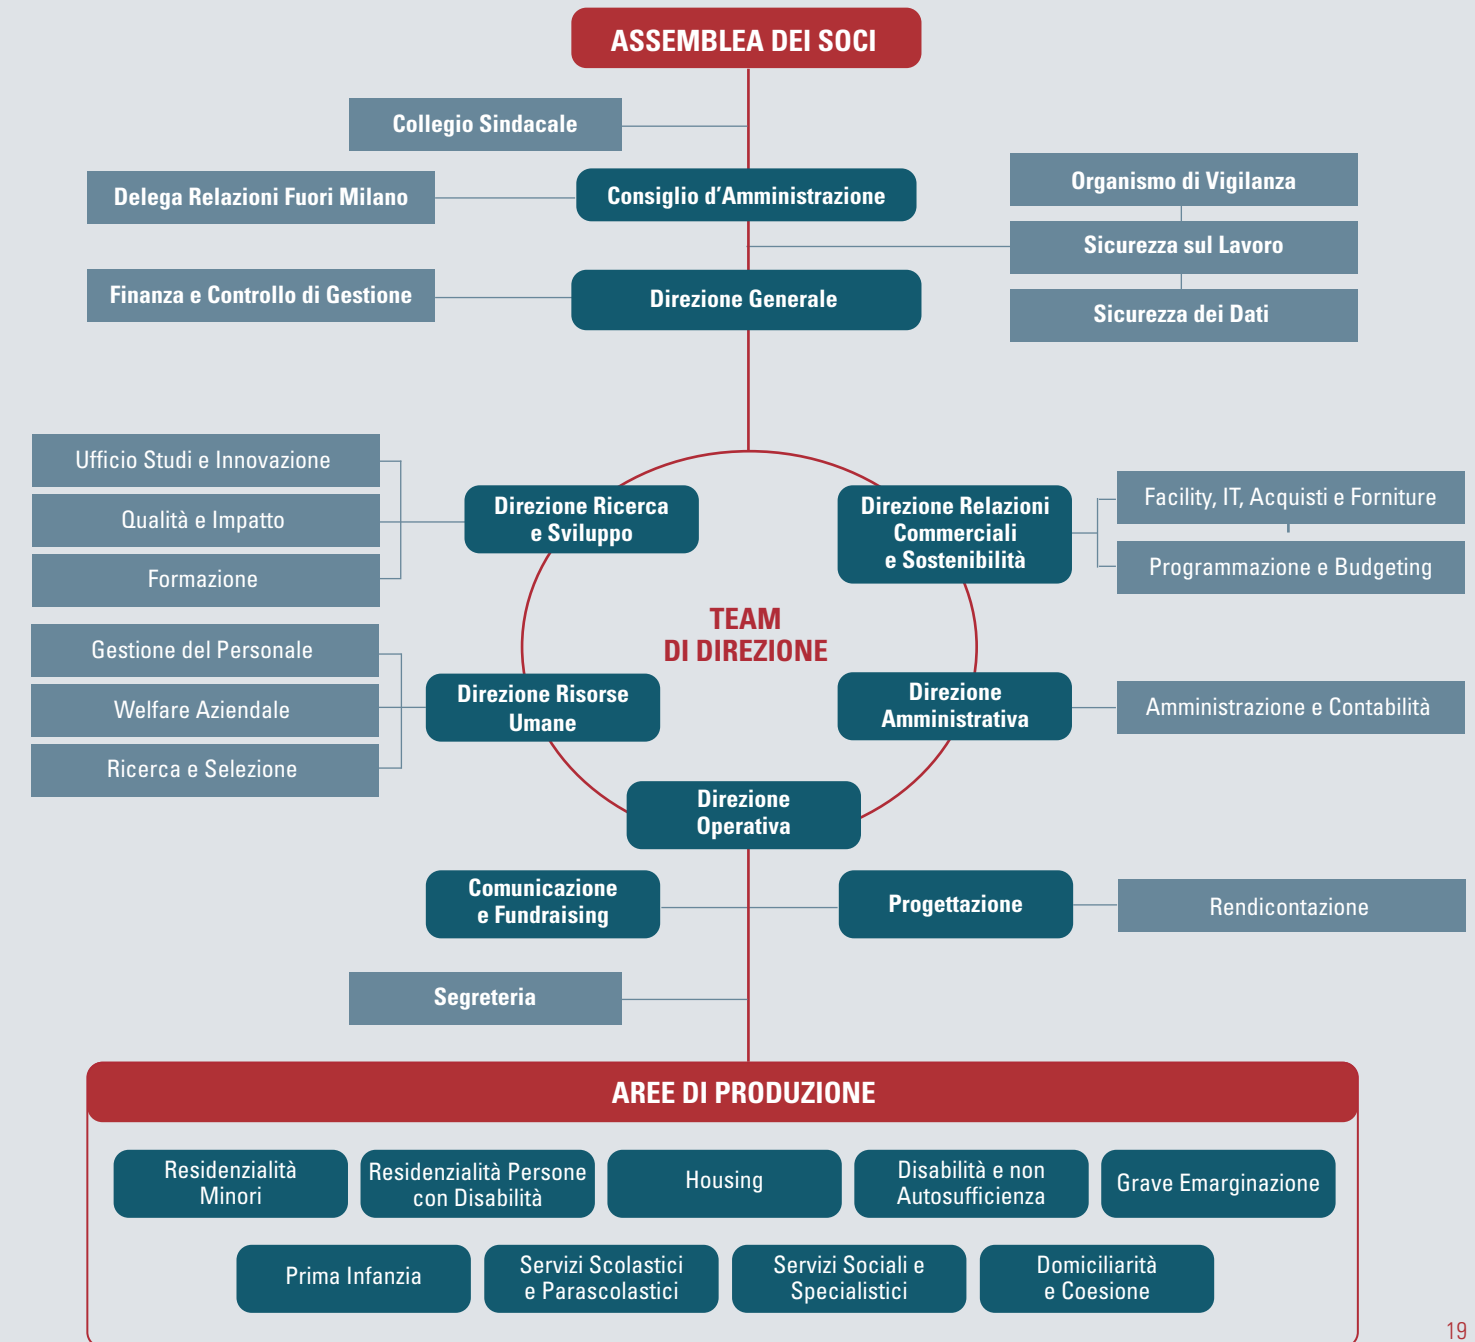 ASSEMBLEA DEI SOCI
Collegio Sindacale
Delega Relazioni Fuori Milano
Consiglio d'Amministrazione
Organismo di Vigilanza
Sicurezza sul Lavoro
Sicurezza dei Dati
Finanza e Controllo di Gestione
Direzione Generale
Ufficio Studi e Innovazione
Qualità e Impatto
Formazione
Direzione Ricerca
e Sviluppo
Direzione Relazioni
Commerciali
e Sostenibilità
Facility, IT, Acquisti e Forniture
Programmazione e Budgeting
TEAM
DI DIREZIONE
Gestione del Personale
Welfare Aziendale
Ricerca e Selezione
Direzione Risorse
Umane
Direzione
Amministrativa
Amministrazione e Contabilità
Direzione
Operativa
Comunicazione
e Fundraising
Progettazione
Rendicontazione
Segreteria
AREE DI PRODUZIONE
Residenzialità
Minori
Residenzialità Persone
con Disabilità
Housing
Disabilità e non
Autosufficienza
Grave Emarginazione
Prima Infanzia
Servizi Scolastici
e Parascolastici
Servizi Sociali e
Specialistici
Domiciliarità
e Coesione
19